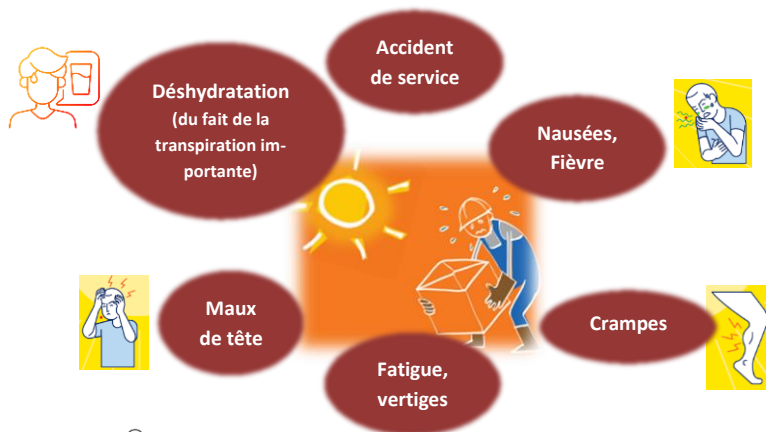 Accident
de service
Déshydratation
(du fait de la
transpiration im-
portante)
Nausées,
Fièvre
Maux
de tête
Crampes
Fatigue,
vertiges